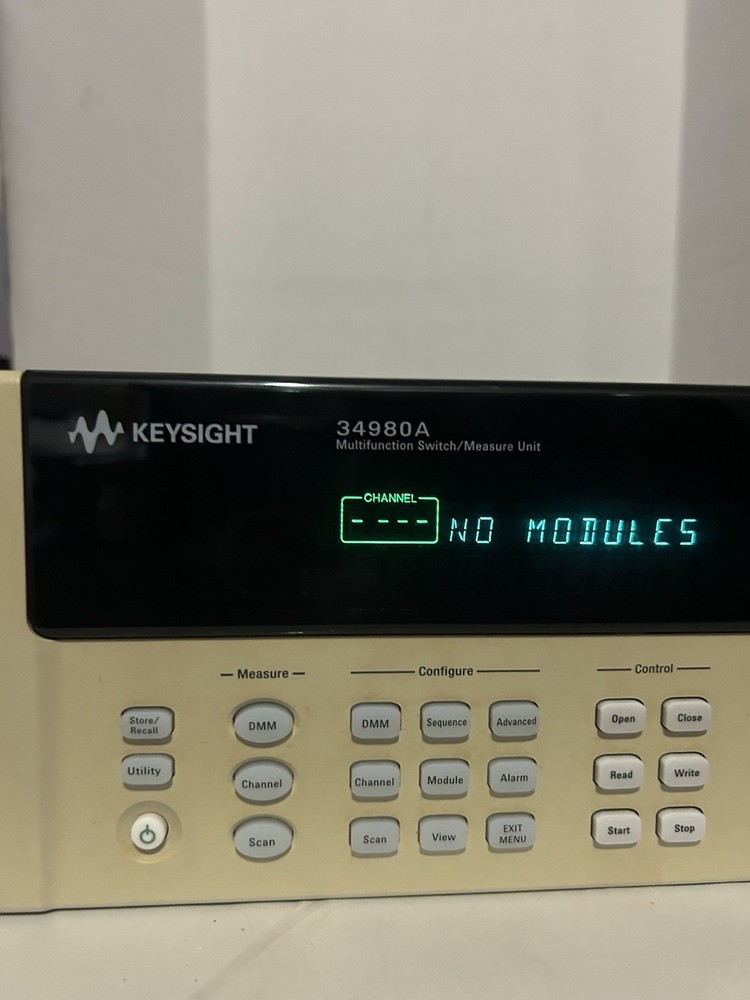 KEYSIGHT
34980A
Multifunction Switch/Measure Unit
CHANNEL
---- NO MODULES
Measure
Configure
Control
Store/
Recall
DMM
DMM
Sequence
Advanced
Open
Close
Utility
Channel
Channel
Module
Alarm
Read
Write
Scan
Scan
View
EXIT
MENU
Start
Stop